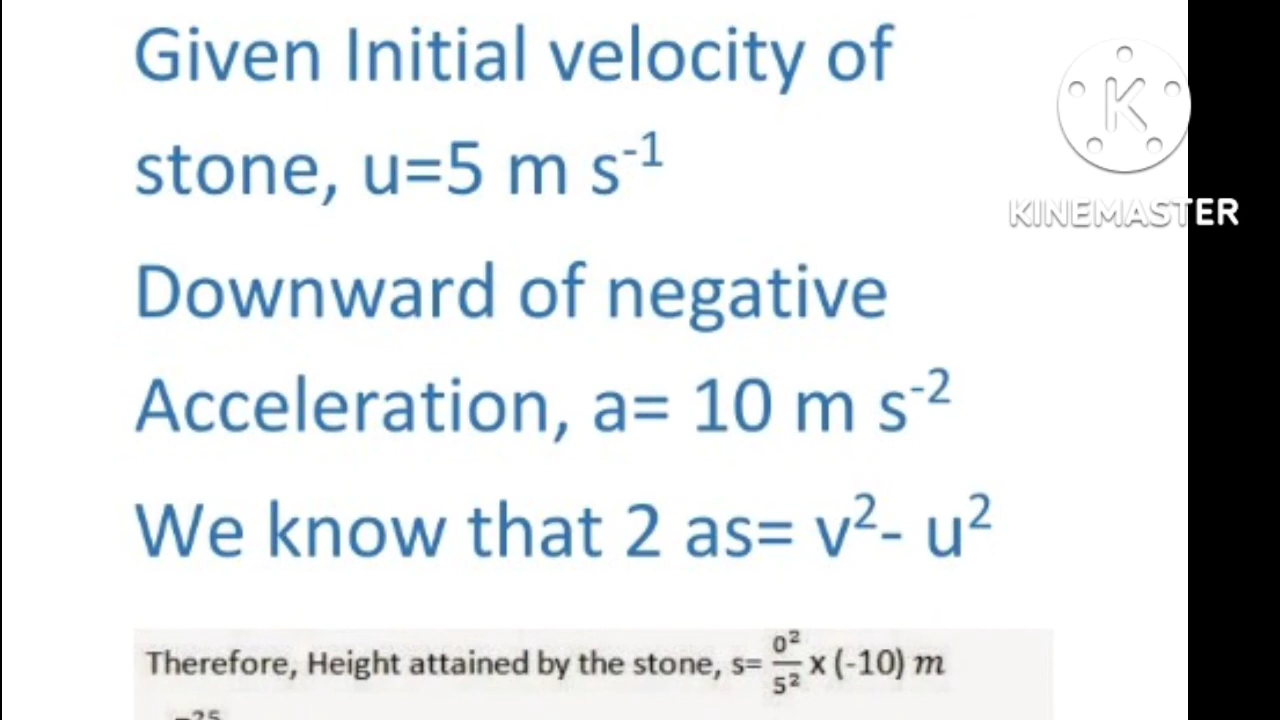 Given Initial velocity of
stone, u=5 m s⁻¹
Downward of negative
Acceleration, a= 10 m s⁻²
We know that 2 as= v²- u²
Therefore, Height attained by the stone, s= 0²/5² x (-10) m
−25
K
KINEMASTER